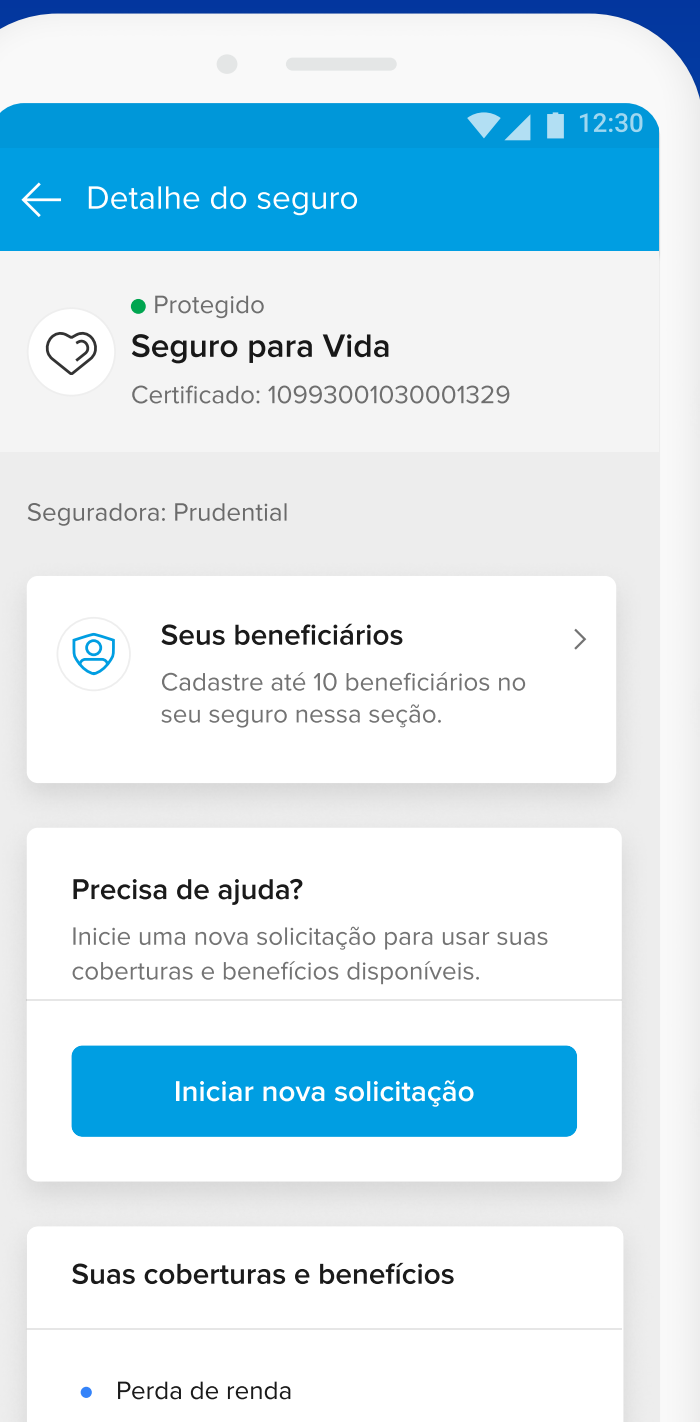 12:30
Detalhe do seguro
Protegido
Seguro para Vida
Certificado: 10993001030001329
Seguradora: Prudential
Seus beneficiários
Cadastre até 10 beneficiários no
seu seguro nessa seção.
Precisa de ajuda?
Inicie uma nova solicitação para usar suas
coberturas e benefícios disponíveis.
Iniciar nova solicitação
Suas coberturas e benefícios
Perda de renda